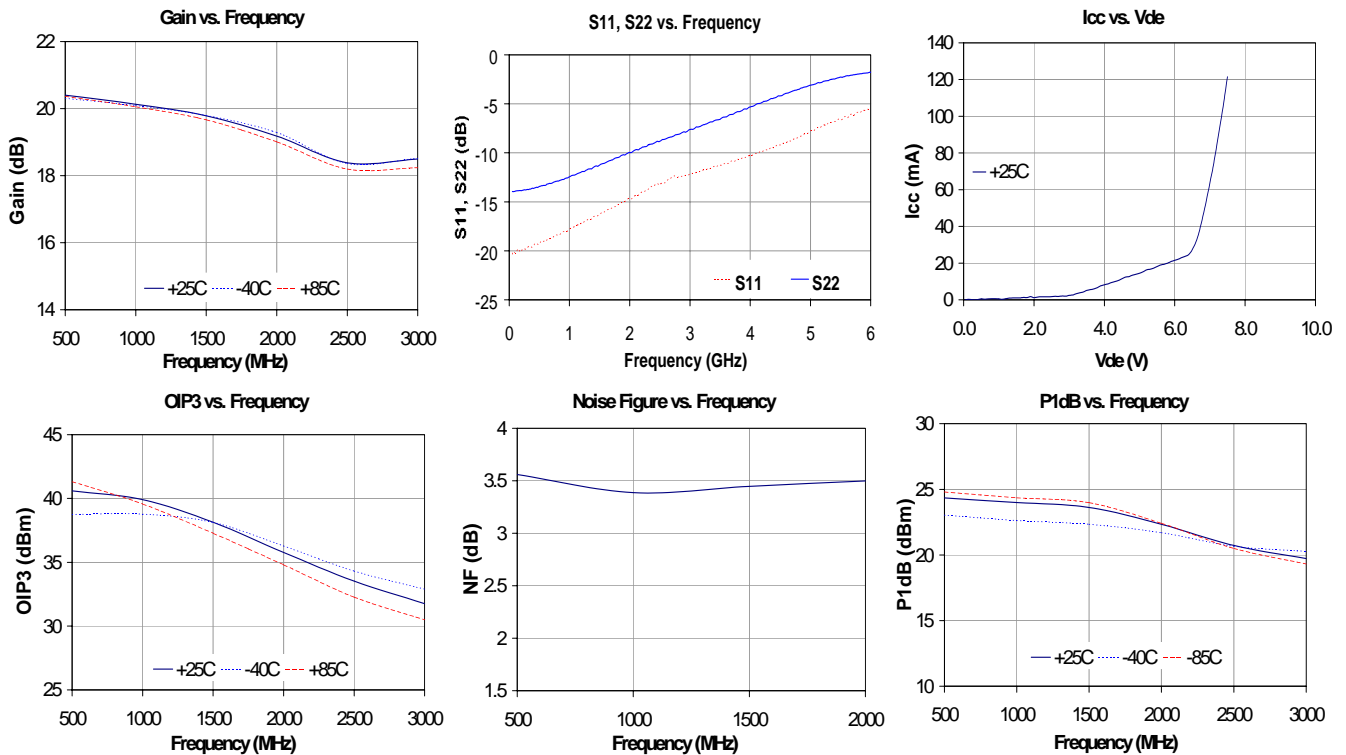 Gain vs. Frequency
22
20
18
16
14
Gain (dB)
+25C -40C +85C
500 1000 1500 2000 2500 3000
Frequency (MHz)
S11, S22 vs. Frequency
0
-5
-10
-15
-20
-25
S11, S22 (dB)
S11 S22
0 1 2 3 4 5 6
Frequency (GHz)
Icc vs. Vde
140
120
100
80
60
40
20
0
Icc (mA)
+25C
0.0 2.0 4.0 6.0 8.0 10.0
Vde (V)
OIP3 vs. Frequency
45
40
35
30
25
OIP3 (dBm)
+25C -40C +85C
500 1000 1500 2000 2500 3000
Frequency (MHz)
Noise Figure vs. Frequency
4
3.5
3
2.5
2
1.5
NF (dB)
500 1000 1500 2000
Frequency (MHz)
P1dB vs. Frequency
30
25
20
15
10
P1dB (dBm)
+25C -40C -85C
500 1000 1500 2000 2500 3000
Frequency (MHz)